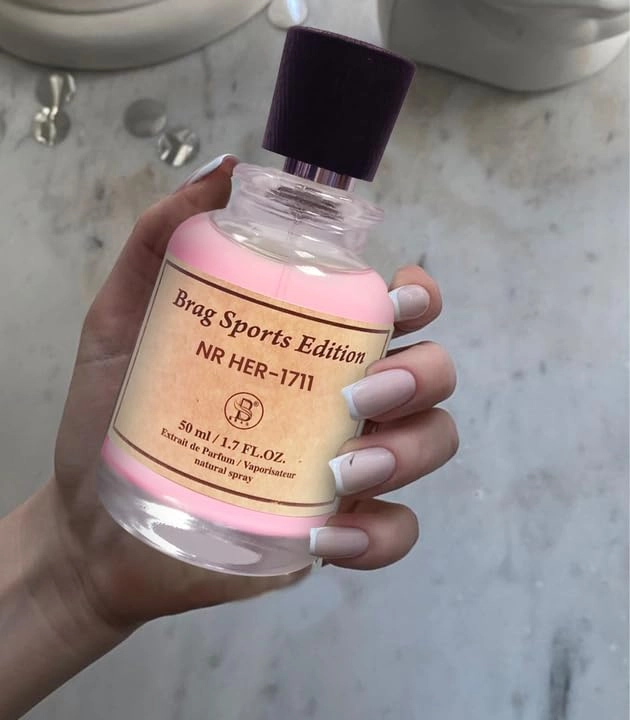 Brag Sports Edition
NR HER-1711
50 ml / 1.7 FL.OZ.
Extrait de Parfum / Vaporisateur
natural spray